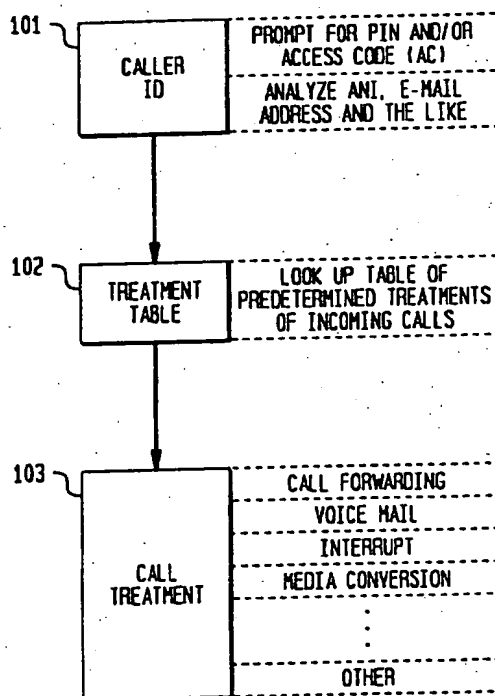 101
CALLER
ID
PROMPT FOR PIN AND/OR
ACCESS CODE (AC)
ANALYZE ANI, E-MAIL
ADDRESS AND THE LIKE
102
TREATMENT
TABLE
LOOK UP TABLE OF
PREDETERMINED TREATMENTS
OF INCOMING CALLS
103
CALL
TREATMENT
CALL FORWARDING
VOICE MAIL
INTERRUPT
MEDIA CONVERSION
OTHER